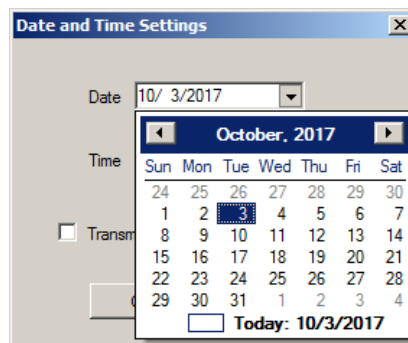 Date and Time Settings
Date 10/ 3/2017
October, 2017
Time
Sun Mon Tue Wed Thu Fri Sat
24 25 26 27 28 29 30
1 2 3 4 5 6 7
Transm
8 9 10 11 12 13 14
15 16 17 18 19 20 21
22 23 24 25 26 27 28
29 30 31 1 2 3 4
Today: 10/3/2017